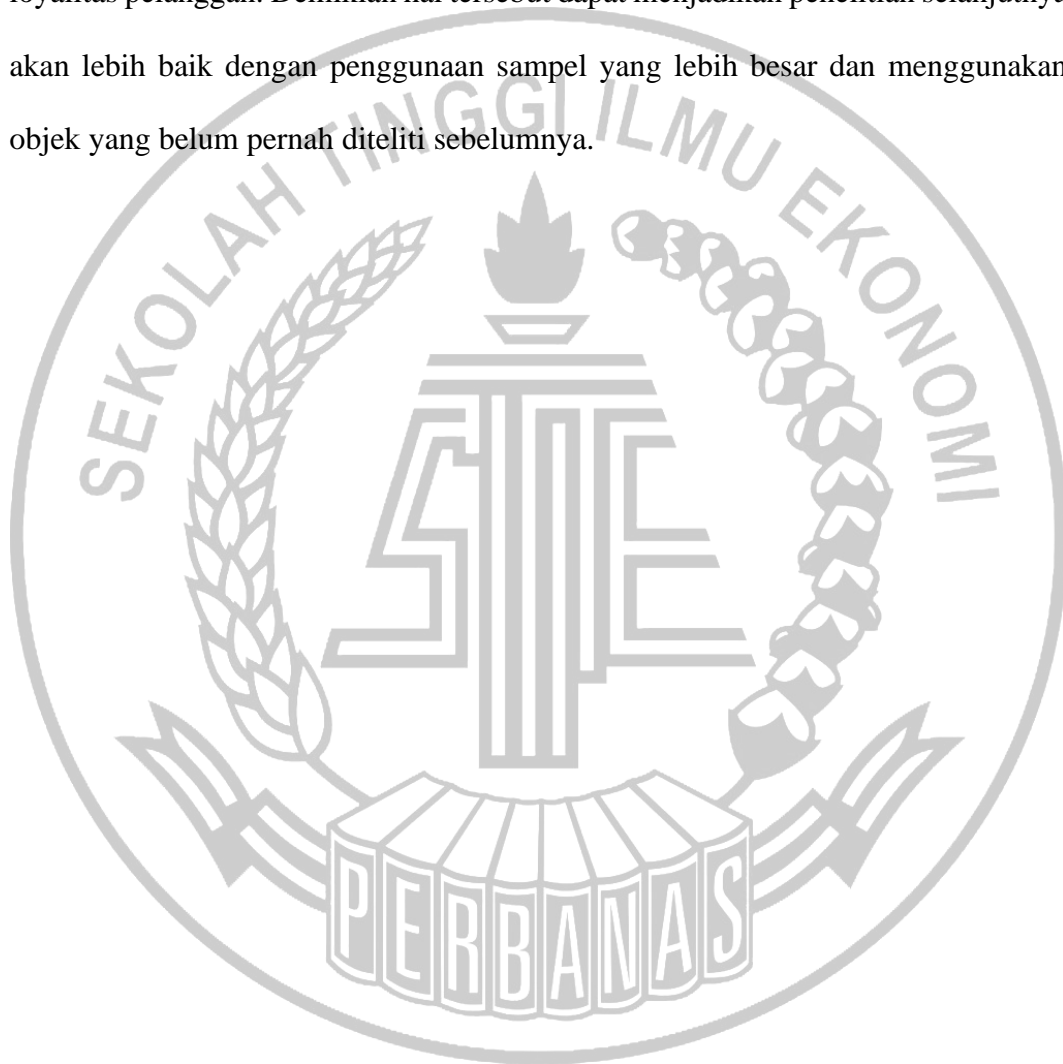 loyalitas pelanggan. Demikian hal tersebut dapat menjadikan penelitian selanjutnya
akan lebih baik dengan penggunaan sampel yang lebih besar dan menggunakan
objek yang belum pernah diteliti sebelumnya.
SEKOLAH TINGGI ILMU EKONOMI
STIE
PERBANAS